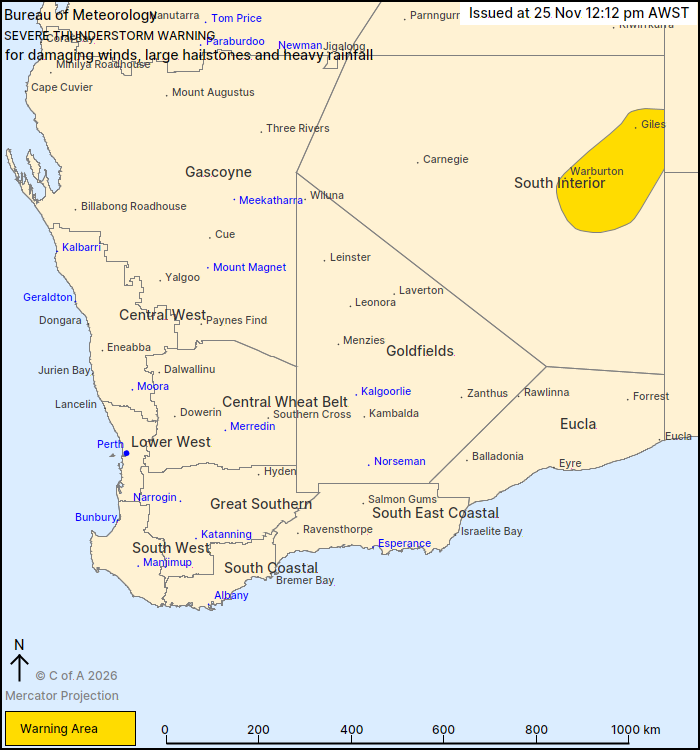 Bureau of Meteorology
Nanutarra
Tom Price
Parnngurr
Issued at 25 Nov 12:12 pm AWST
Kiwirrkurra
SEVERE THUNDERSTORM WARNING
Coral Bay
Paraburdoo
Newman
Jigalong
for damaging winds, large hailstones and heavy rainfall
Minilya Roadhouse
Cape Cuvier
Mount Augustus
Three Rivers
Giles
Carnegie
Gascoyne
Warburton
South Interior
Billabong Roadhouse
Meekatharra
Wiluna
Cue
Kalbarri
Leinster
Mount Magnet
Yalgoo
Geraldton
Laverton
Leonora
Dongara
Central West
Paynes Find
Menzies
Eneabba
Goldfields
Jurien Bay
Dalwallinu
Moora
Kalgoorlie
Zanthus
Rawlinna
Forrest
Lancelin
Central Wheat Belt
Dowerin
Southern Cross
Kambalda
Merredin
Eucla
Perth
Lower West
Eucla
Balladonia
Norseman
Eyre
Hyden
Narrogin
Great Southern
Salmon Gums
South East Coastal
Bunbury
Katanning
Ravensthorpe
Israelite Bay
South West
Esperance
Manjimup
South Coastal
Bremer Bay
Albany
N
© C of A 2026
Mercator Projection
Warning Area
0 200 400 600 800 1000 km